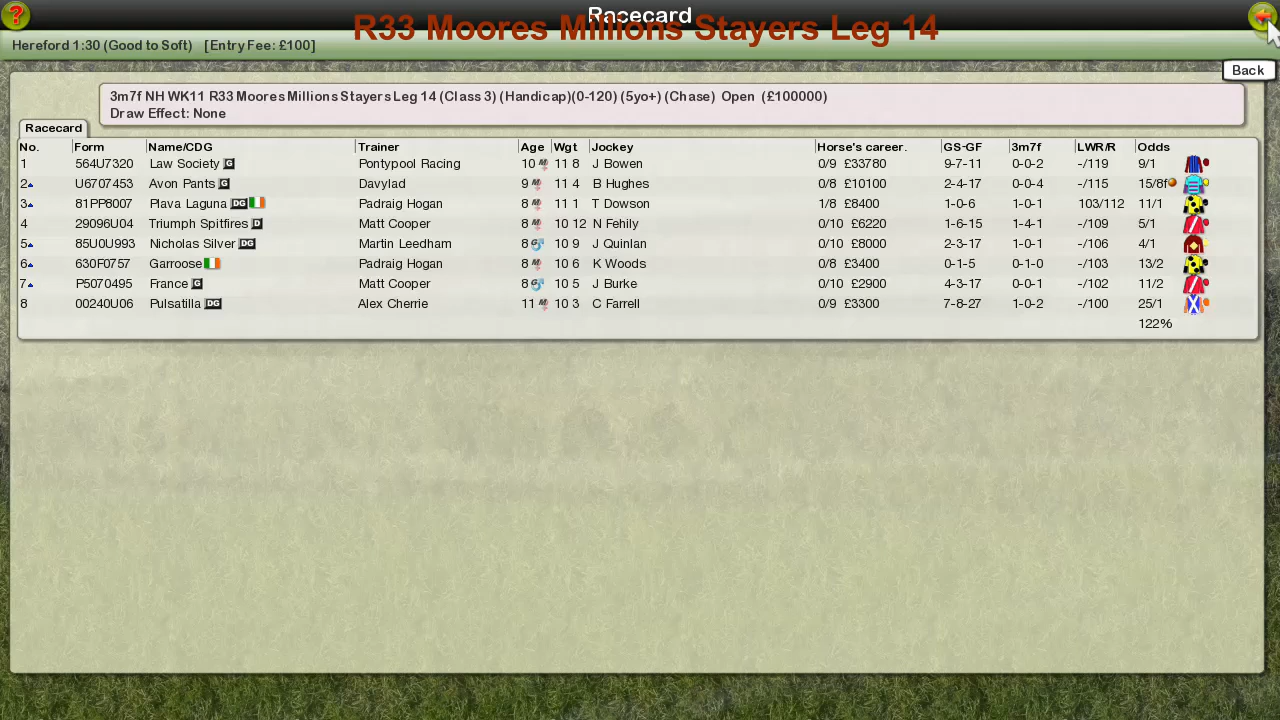 Racecard
R33 Moores Millions Stayers Leg 14
Hereford 1:30 (Good to Soft) [Entry Fee: £100]
Back
3m7f NH WK11 R33 Moores Millions Stayers Leg 14 (Class 3) (Handicap)(0-120) (5yo+) (Chase) Open (£100000)
Draw Effect: None
Racecard
No. Form Name/CDG Trainer Age Wgt Jockey Horse's career. GS-GF 3m7f LWR/R Odds
1 564U7320 Law Society G Pontypool Racing 10 11 8 J Bowen 0/9 £33780 9-7-11 0-0-2 -/119 9/1
2 U6707453 Avon Pants G Davylad 9 11 4 B Hughes 0/8 £10100 2-4-17 0-0-4 -/115 15/8f
3 81PP8007 Plava Laguna DG Padraig Hogan 8 11 1 T Dowson 1/8 £8400 1-0-6 1-0-1 103/112 11/1
4 29096U04 Triumph Spitfires D Matt Cooper 8 10 12 N Fehily 0/10 £6220 1-6-15 1-4-1 -/109 5/1
5 85U0U993 Nicholas Silver DG Martin Leedham 8 10 9 J Quinlan 0/10 £8000 2-3-17 1-0-1 -/106 4/1
6 630F0757 Garroose Padraig Hogan 8 10 6 K Woods 0/8 £3400 0-1-5 0-1-0 -/103 13/2
7 P5070495 France G Matt Cooper 8 10 5 J Burke 0/10 £2900 4-3-17 0-0-1 -/102 11/2
8 00240U06 Pulsatilla DG Alex Cherrie 11 10 3 C Farrell 0/9 £3300 7-8-27 1-0-2 -/100 25/1
122%